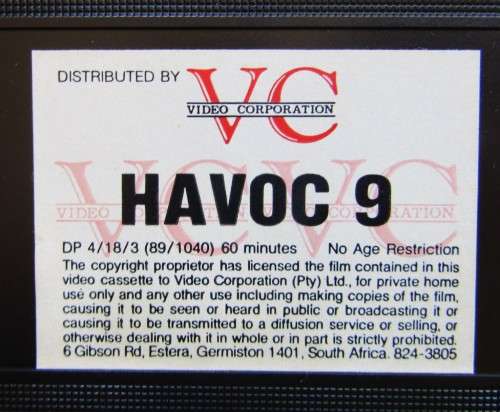 DISTRIBUTED BY VC
VIDEO CORPORATION
VC VC
VIDEO CORPORATION VIDEO CORPORATION
HAVOC 9
DP 4/18/3 (89/1040) 60 minutes No Age Restriction
The copyright proprietor has licensed the film contained in this
video cassette to Video Corporation (Pty) Ltd., for private home
use only and any other use including making copies of the film,
causing it to be seen or heard in public or broadcasting it or
causing it to be transmitted to a diffusion service or selling, or
otherwise dealing with it in whole or in part is strictly prohibited.
6 Gibson Rd, Estera, Germiston 1401, South Africa. 824-3805